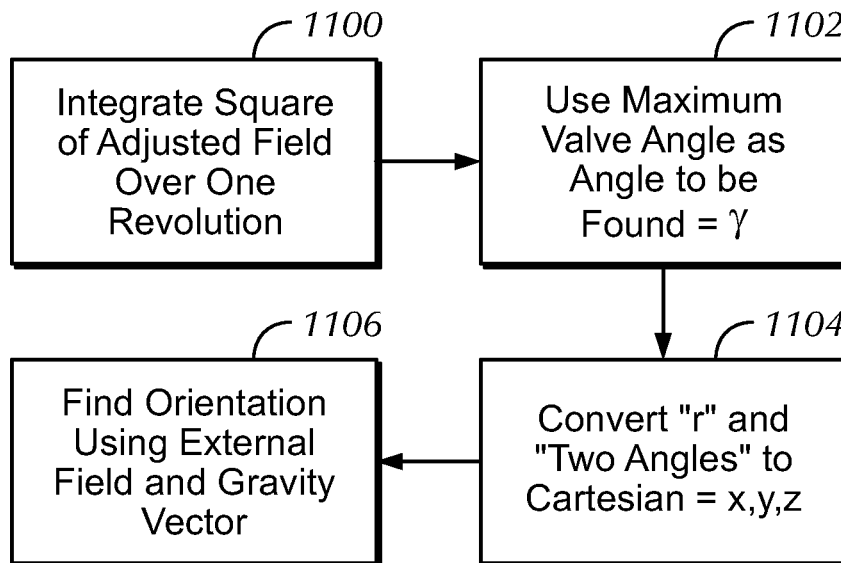 1100
Integrate Square
of Adjusted Field
Over One
Revolution
1102
Use Maximum
Valve Angle as
Angle to be
Found = γ
1104
Convert "r" and
"Two Angles" to
Cartesian = x,y,z
1106
Find Orientation
Using External
Field and Gravity
Vector